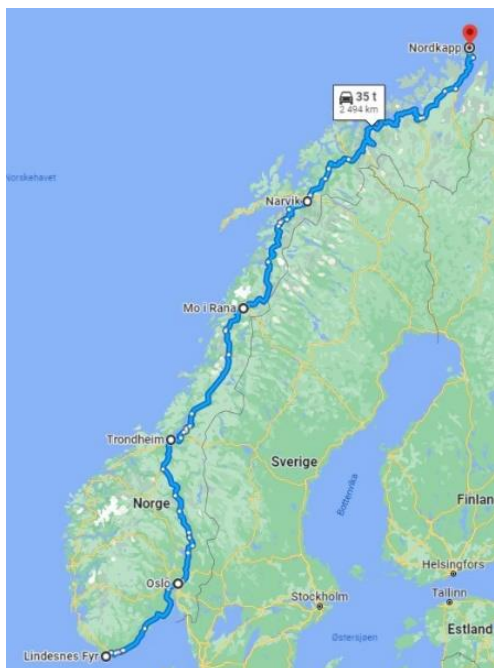 Nordkapp
35 t
2 494 km
Norskehavet
Narvik
Mo i Rana
Trondheim
Sverige
Norge
Bottenvika
Finlan
Oslo
Helsingfors
Stockholm
Tallinn
Estland
Østersjøen
Lindesnes Fyr